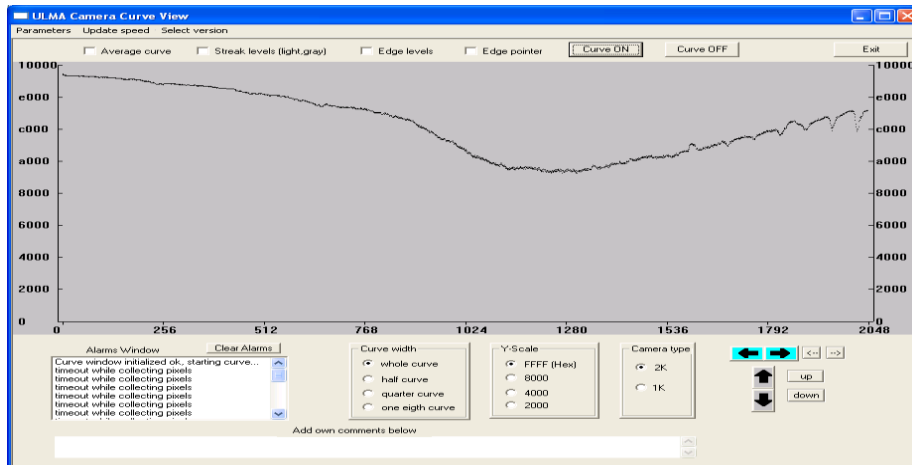 ULMA Camera Curve View
Parameters Update speed Select version
Average curve Streak levels (light,gray) Edge levels Edge pointer Curve ON Curve OFF Exit
10000 10000
e000 e000
c000 c000
a000 a000
8000 8000
6000 6000
4000 4000
2000 2000
0 0
0 256 512 768 1024 1280 1536 1792 2048
Alarms Window Clear Alarms
Curve window initialized ok, starting curve...
timeout while collecting pixels
timeout while collecting pixels
timeout while collecting pixels
timeout while collecting pixels
timeout while collecting pixels
timeout while collecting pixels
Curve width
whole curve
half curve
quarter curve
one eigth curve
Y-Scale
FFFF (Hex)
8000
4000
2000
Camera type
2K
1K
<-- -->
up
down
Add own comments below